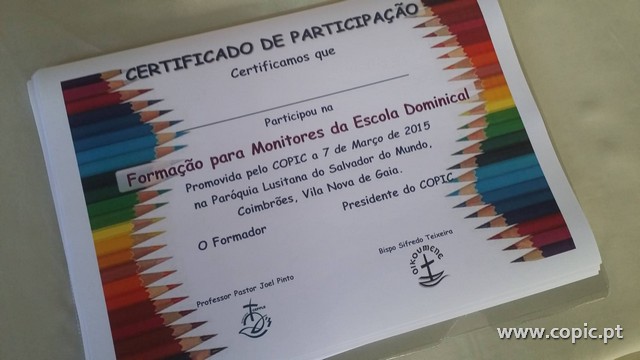 CERTIFICADO DE PARTICIPAÇÃO
Certificamos que
Participou na
Formação para Monitores da Escola Dominical
Promovida pelo COPIC a 7 de Março de 2015
na Paróquia Lusitana do Salvador do Mundo,
Coimbrões, Vila Nova de Gaia.
O Formador
Presidente do COPIC
Professor Pastor Joel Pinto
Bispo Sifredo Teixeira
OIKOUMENE
www.copic.pt